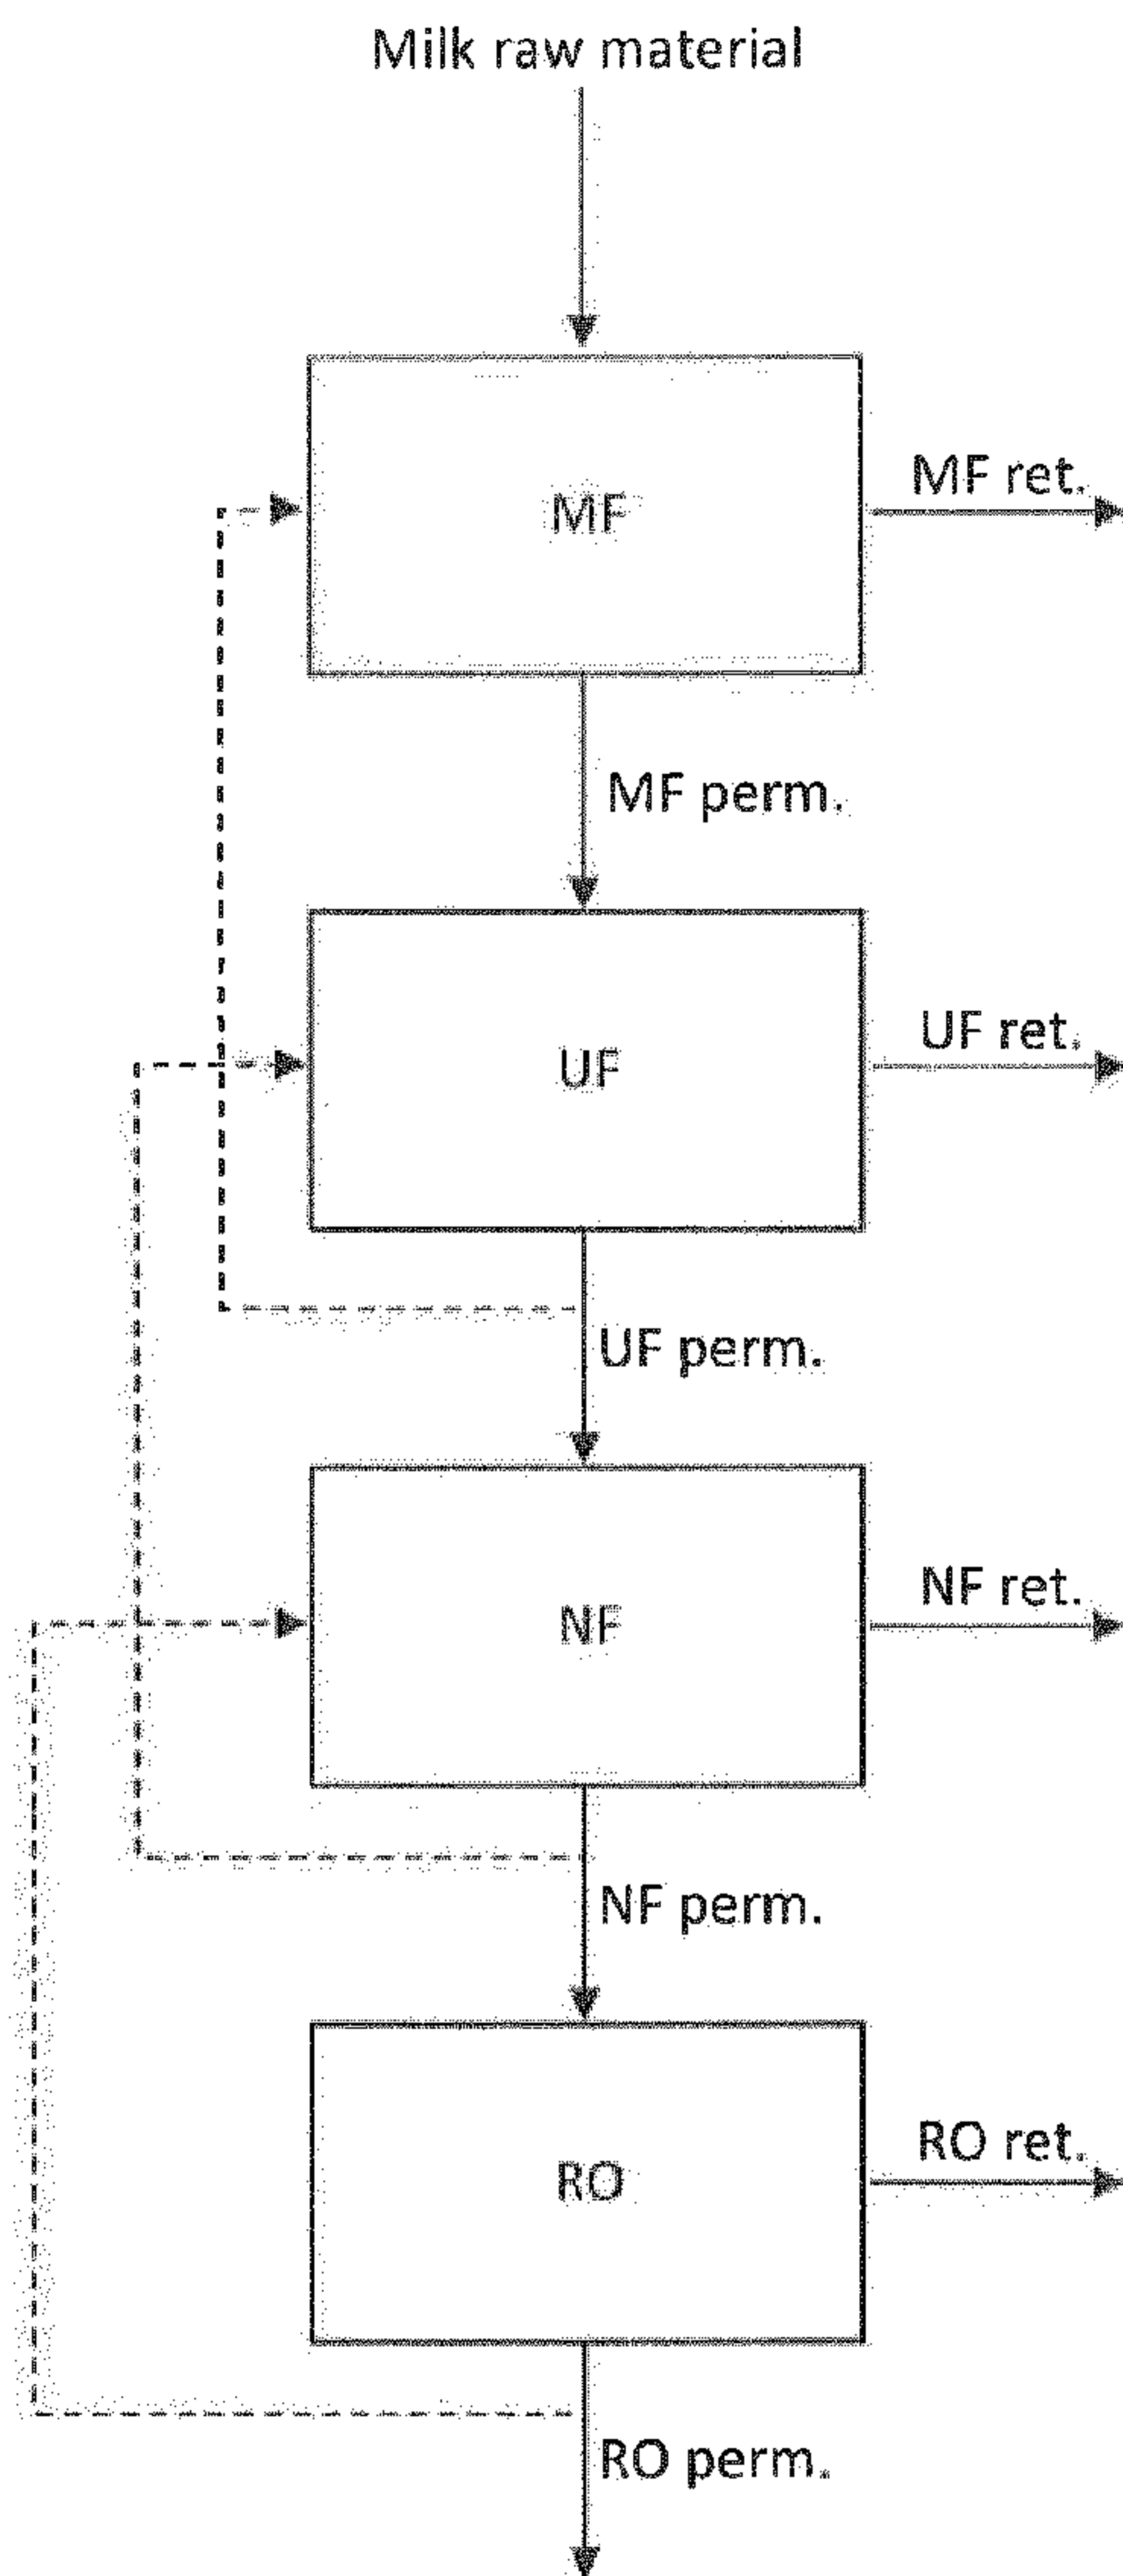 Milk raw material
MF
MF ret.
MF perm.
UF
UF ret.
UF perm.
NF
NF ret.
NF perm.
RO
RO ret.
RO perm.